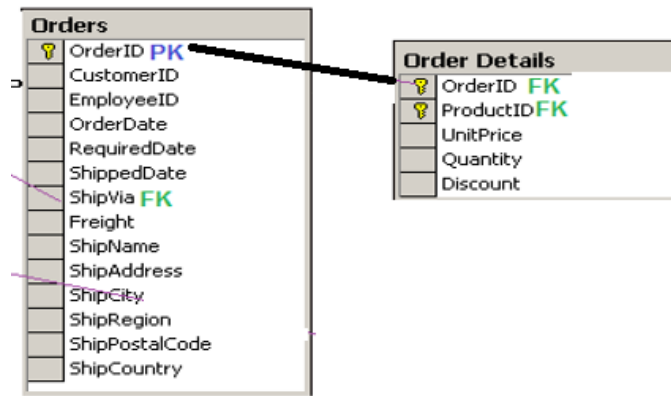 Orders
OrderID PK
CustomerID
EmployeeID
OrderDate
RequiredDate
ShippedDate
ShipVia FK
Freight
ShipName
ShipAddress
ShipCity
ShipRegion
ShipPostalCode
ShipCountry
Order Details
OrderID FK
ProductID FK
UnitPrice
Quantity
Discount